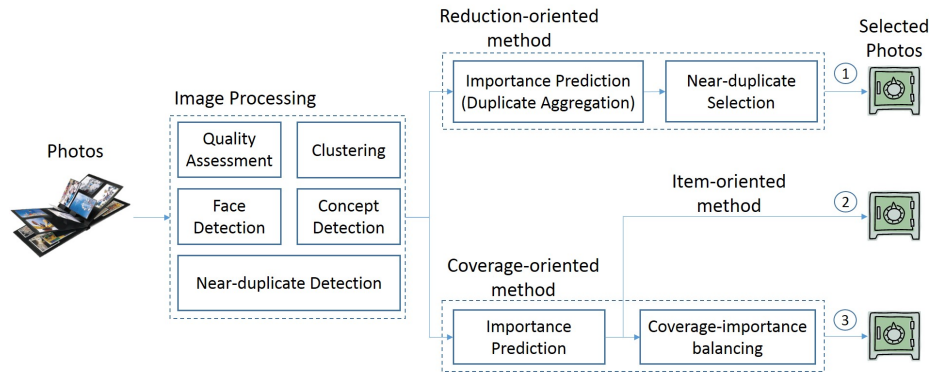 Photos
Image Processing
Quality
Assessment
Clustering
Face
Detection
Concept
Detection
Near-duplicate Detection
Reduction-oriented
method
Importance Prediction
(Duplicate Aggregation)
Near-duplicate
Selection
1
Selected
Photos
Item-oriented
method
2
Coverage-oriented
method
Importance
Prediction
Coverage-importance
balancing
3